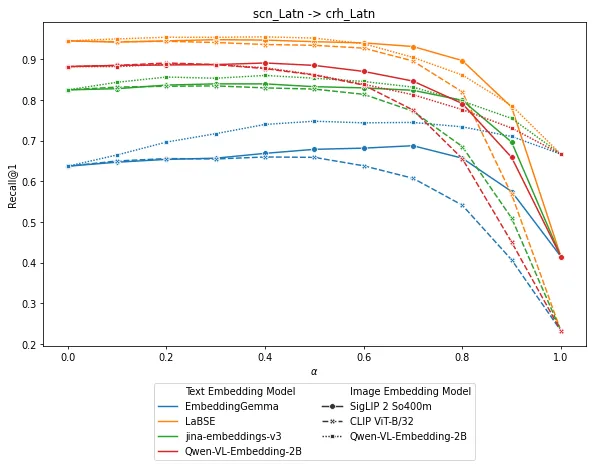 scn_Latn -> crh_Latn
Recall@1
0.9
0.8
0.7
0.6
0.5
0.4
0.3
0.2
0.0 0.2 0.4 0.6 0.8 1.0
α
Text Embedding Model Image Embedding Model
EmbeddingGemma SigLIP 2 So400m
LaBSE CLIP ViT-B/32
jina-embeddings-v3 Qwen-VL-Embedding-2B
Qwen-VL-Embedding-2B